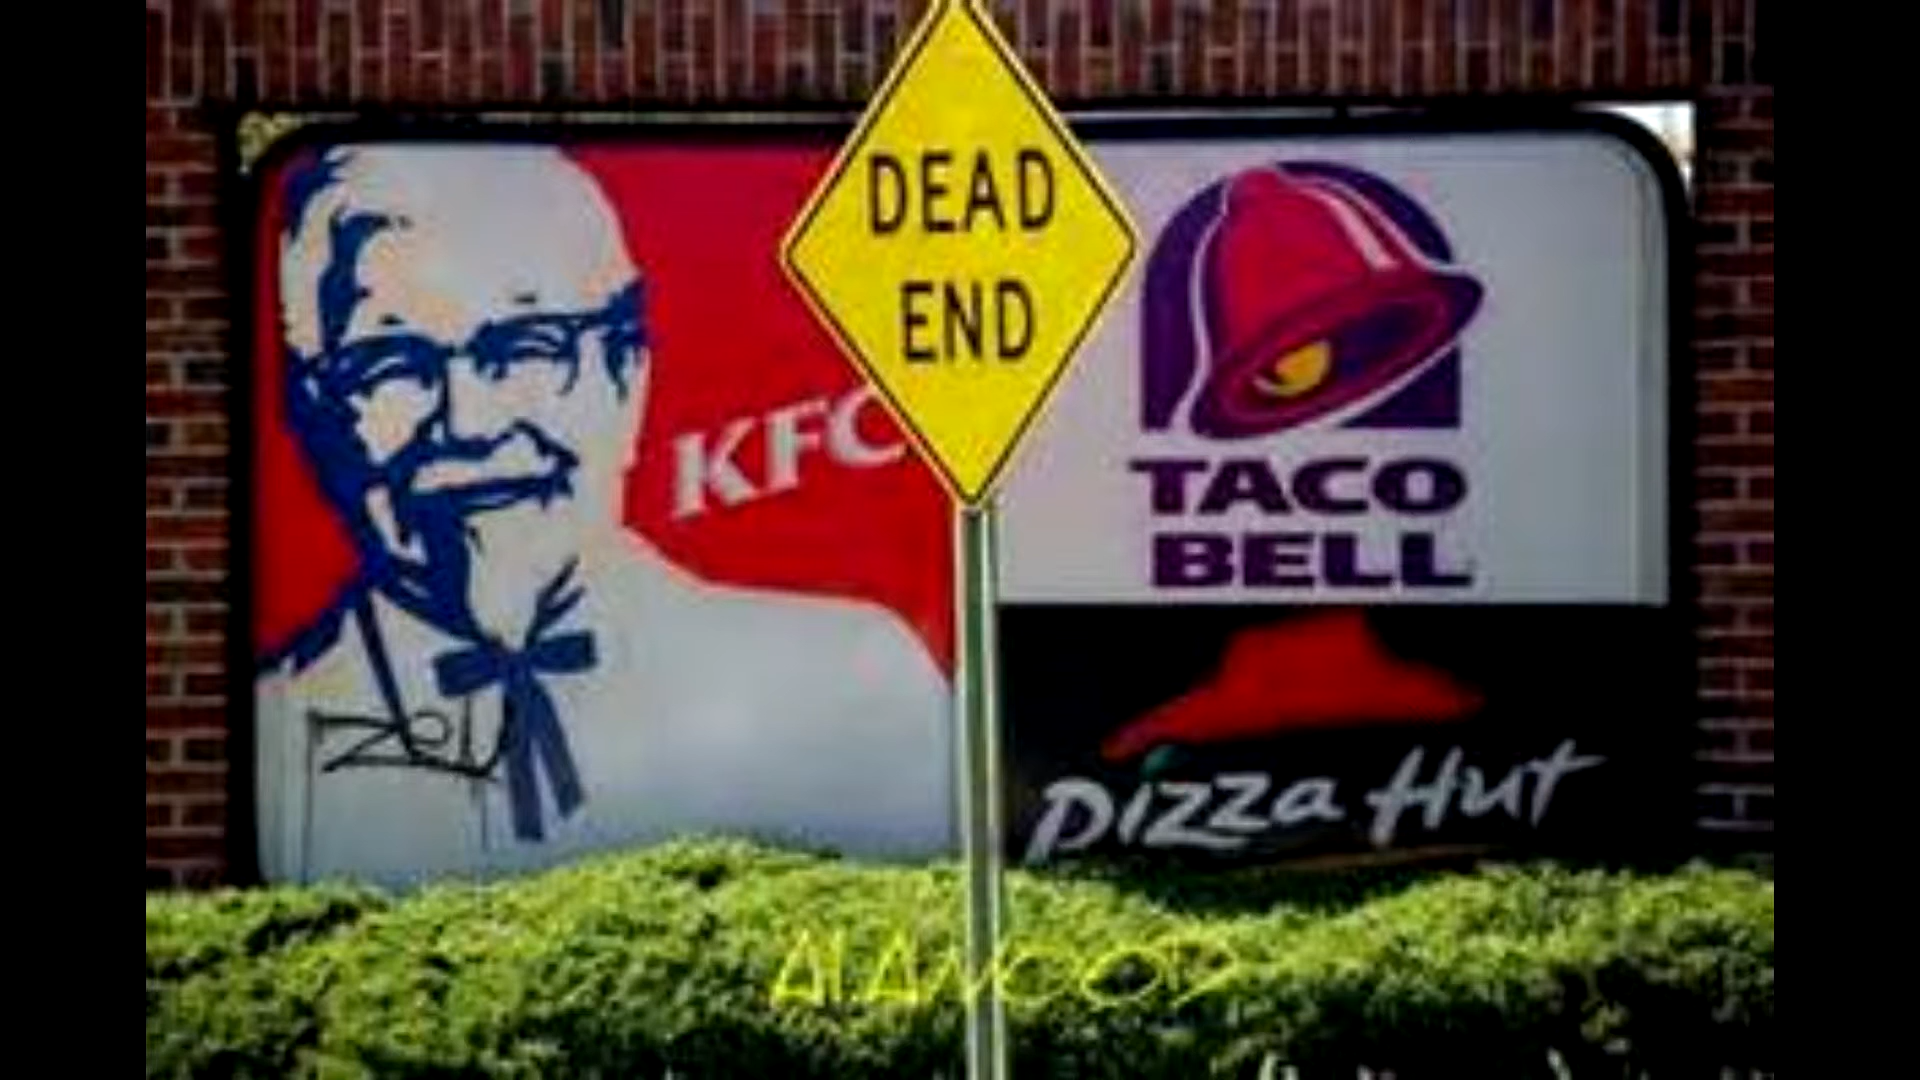 DEAD
END
KFC
TACO
BELL
Pizza Hut